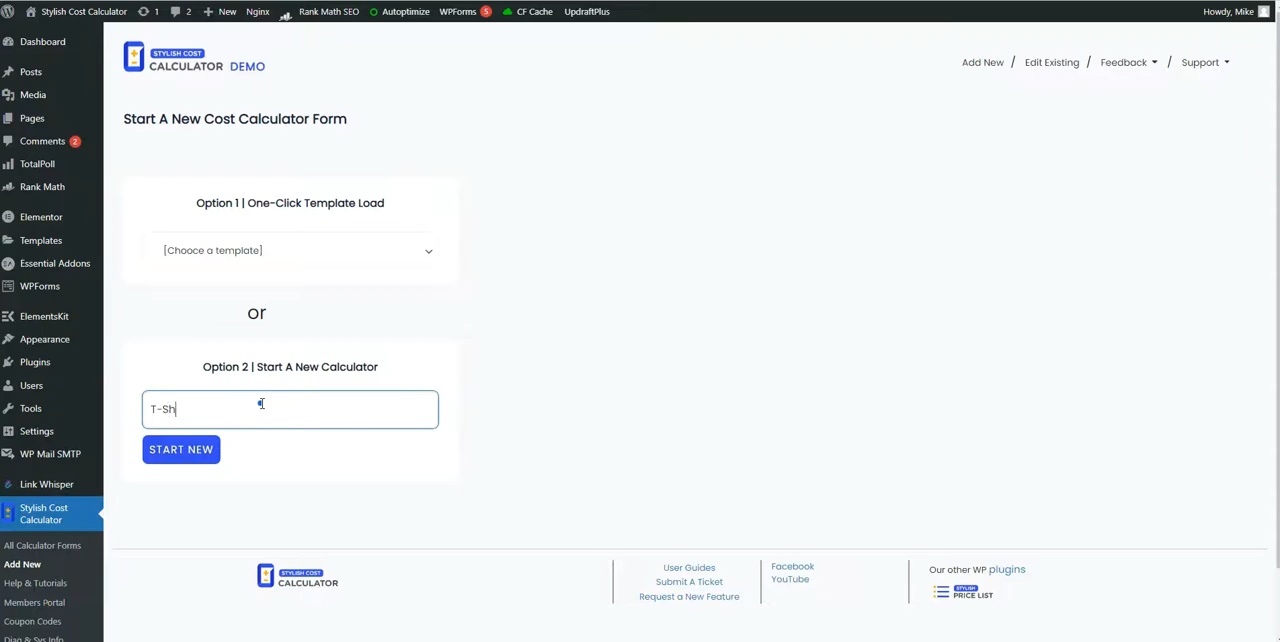 Stylish Cost Calculator 1 2 New Nginx Rank Math SEO Autoptimize WPForms 5 CF Cache UpdraftPlus Howdy, Mike
Dashboard
Posts
Media
Pages
Comments 2
TotalPoll
Rank Math
Elementor
Templates
Essential Addons
WPForms
ElementsKit
Appearance
Plugins
Users
Tools
Settings
WP Mail SMTP
Link Whisper
Stylish Cost
Calculator
All Calculator Forms
Add New
Help & Tutorials
Members Portal
Coupon Codes
Diag & Sys Info
STYLISH COST
CALCULATOR DEMO
Add New / Edit Existing / Feedback / Support
Start A New Cost Calculator Form
Option 1 | One-Click Template Load
[Chooce a template]
or
Option 2 | Start A New Calculator
T-Sh
START NEW
STYLISH COST
CALCULATOR
User Guides
Submit A Ticket
Request a New Feature
Facebook
YouTube
Our other WP plugins
STYLISH
PRICE LIST